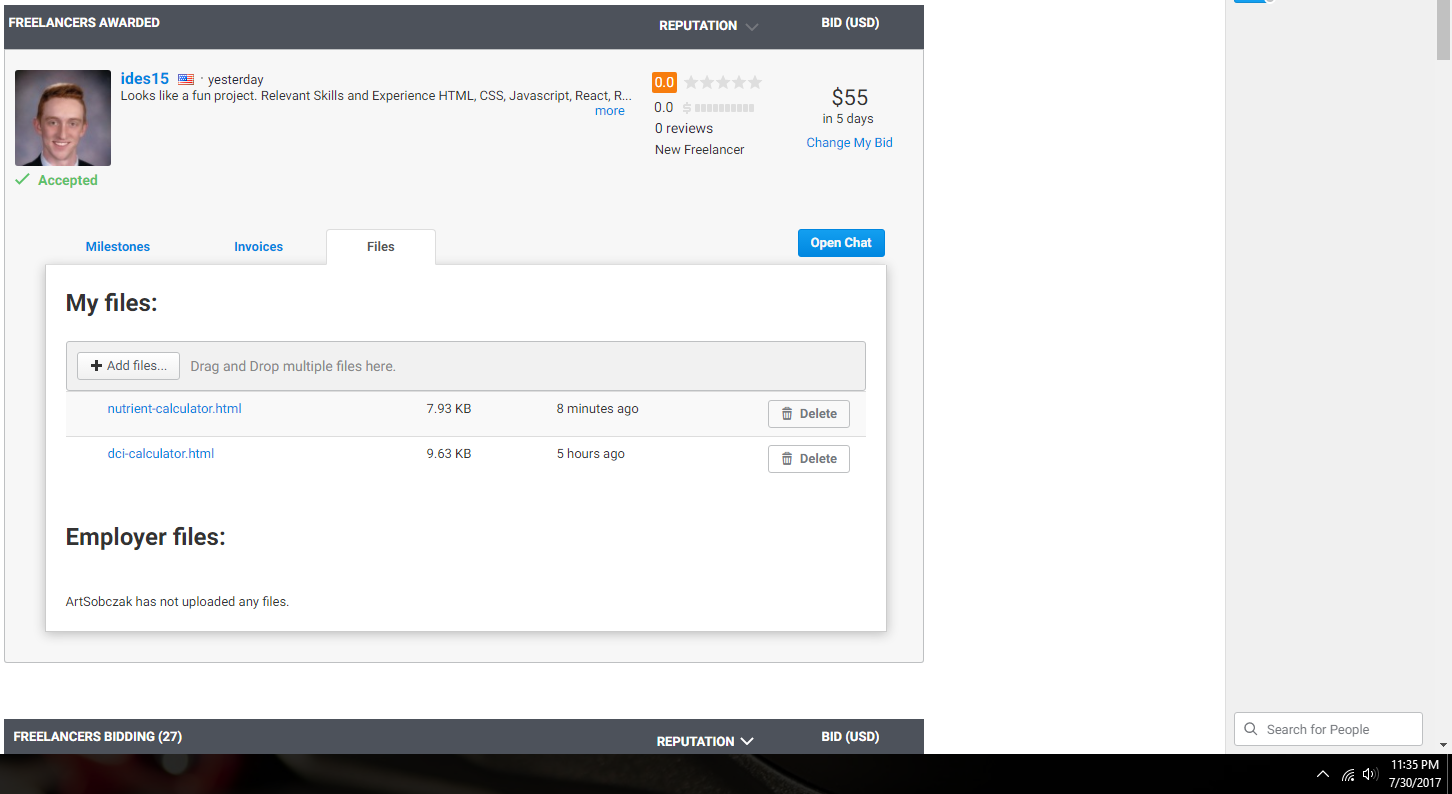 FREELANCERS AWARDED
REPUTATION
BID (USD)
ides15 · yesterday
Looks like a fun project. Relevant Skills and Experience HTML, CSS, Javascript, React, R...
more
Accepted
0.0
0.0 $
0 reviews
New Freelancer
$55
in 5 days
Change My Bid
Milestones
Invoices
Files
Open Chat
My files:
Add files...
Drag and Drop multiple files here.
nutrient-calculator.html 7.93 KB 8 minutes ago Delete
dci-calculator.html 9.63 KB 5 hours ago Delete
Employer files:
ArtSobczak has not uploaded any files.
FREELANCERS BIDDING (27)
REPUTATION
BID (USD)
Search for People
11:35 PM
7/30/2017